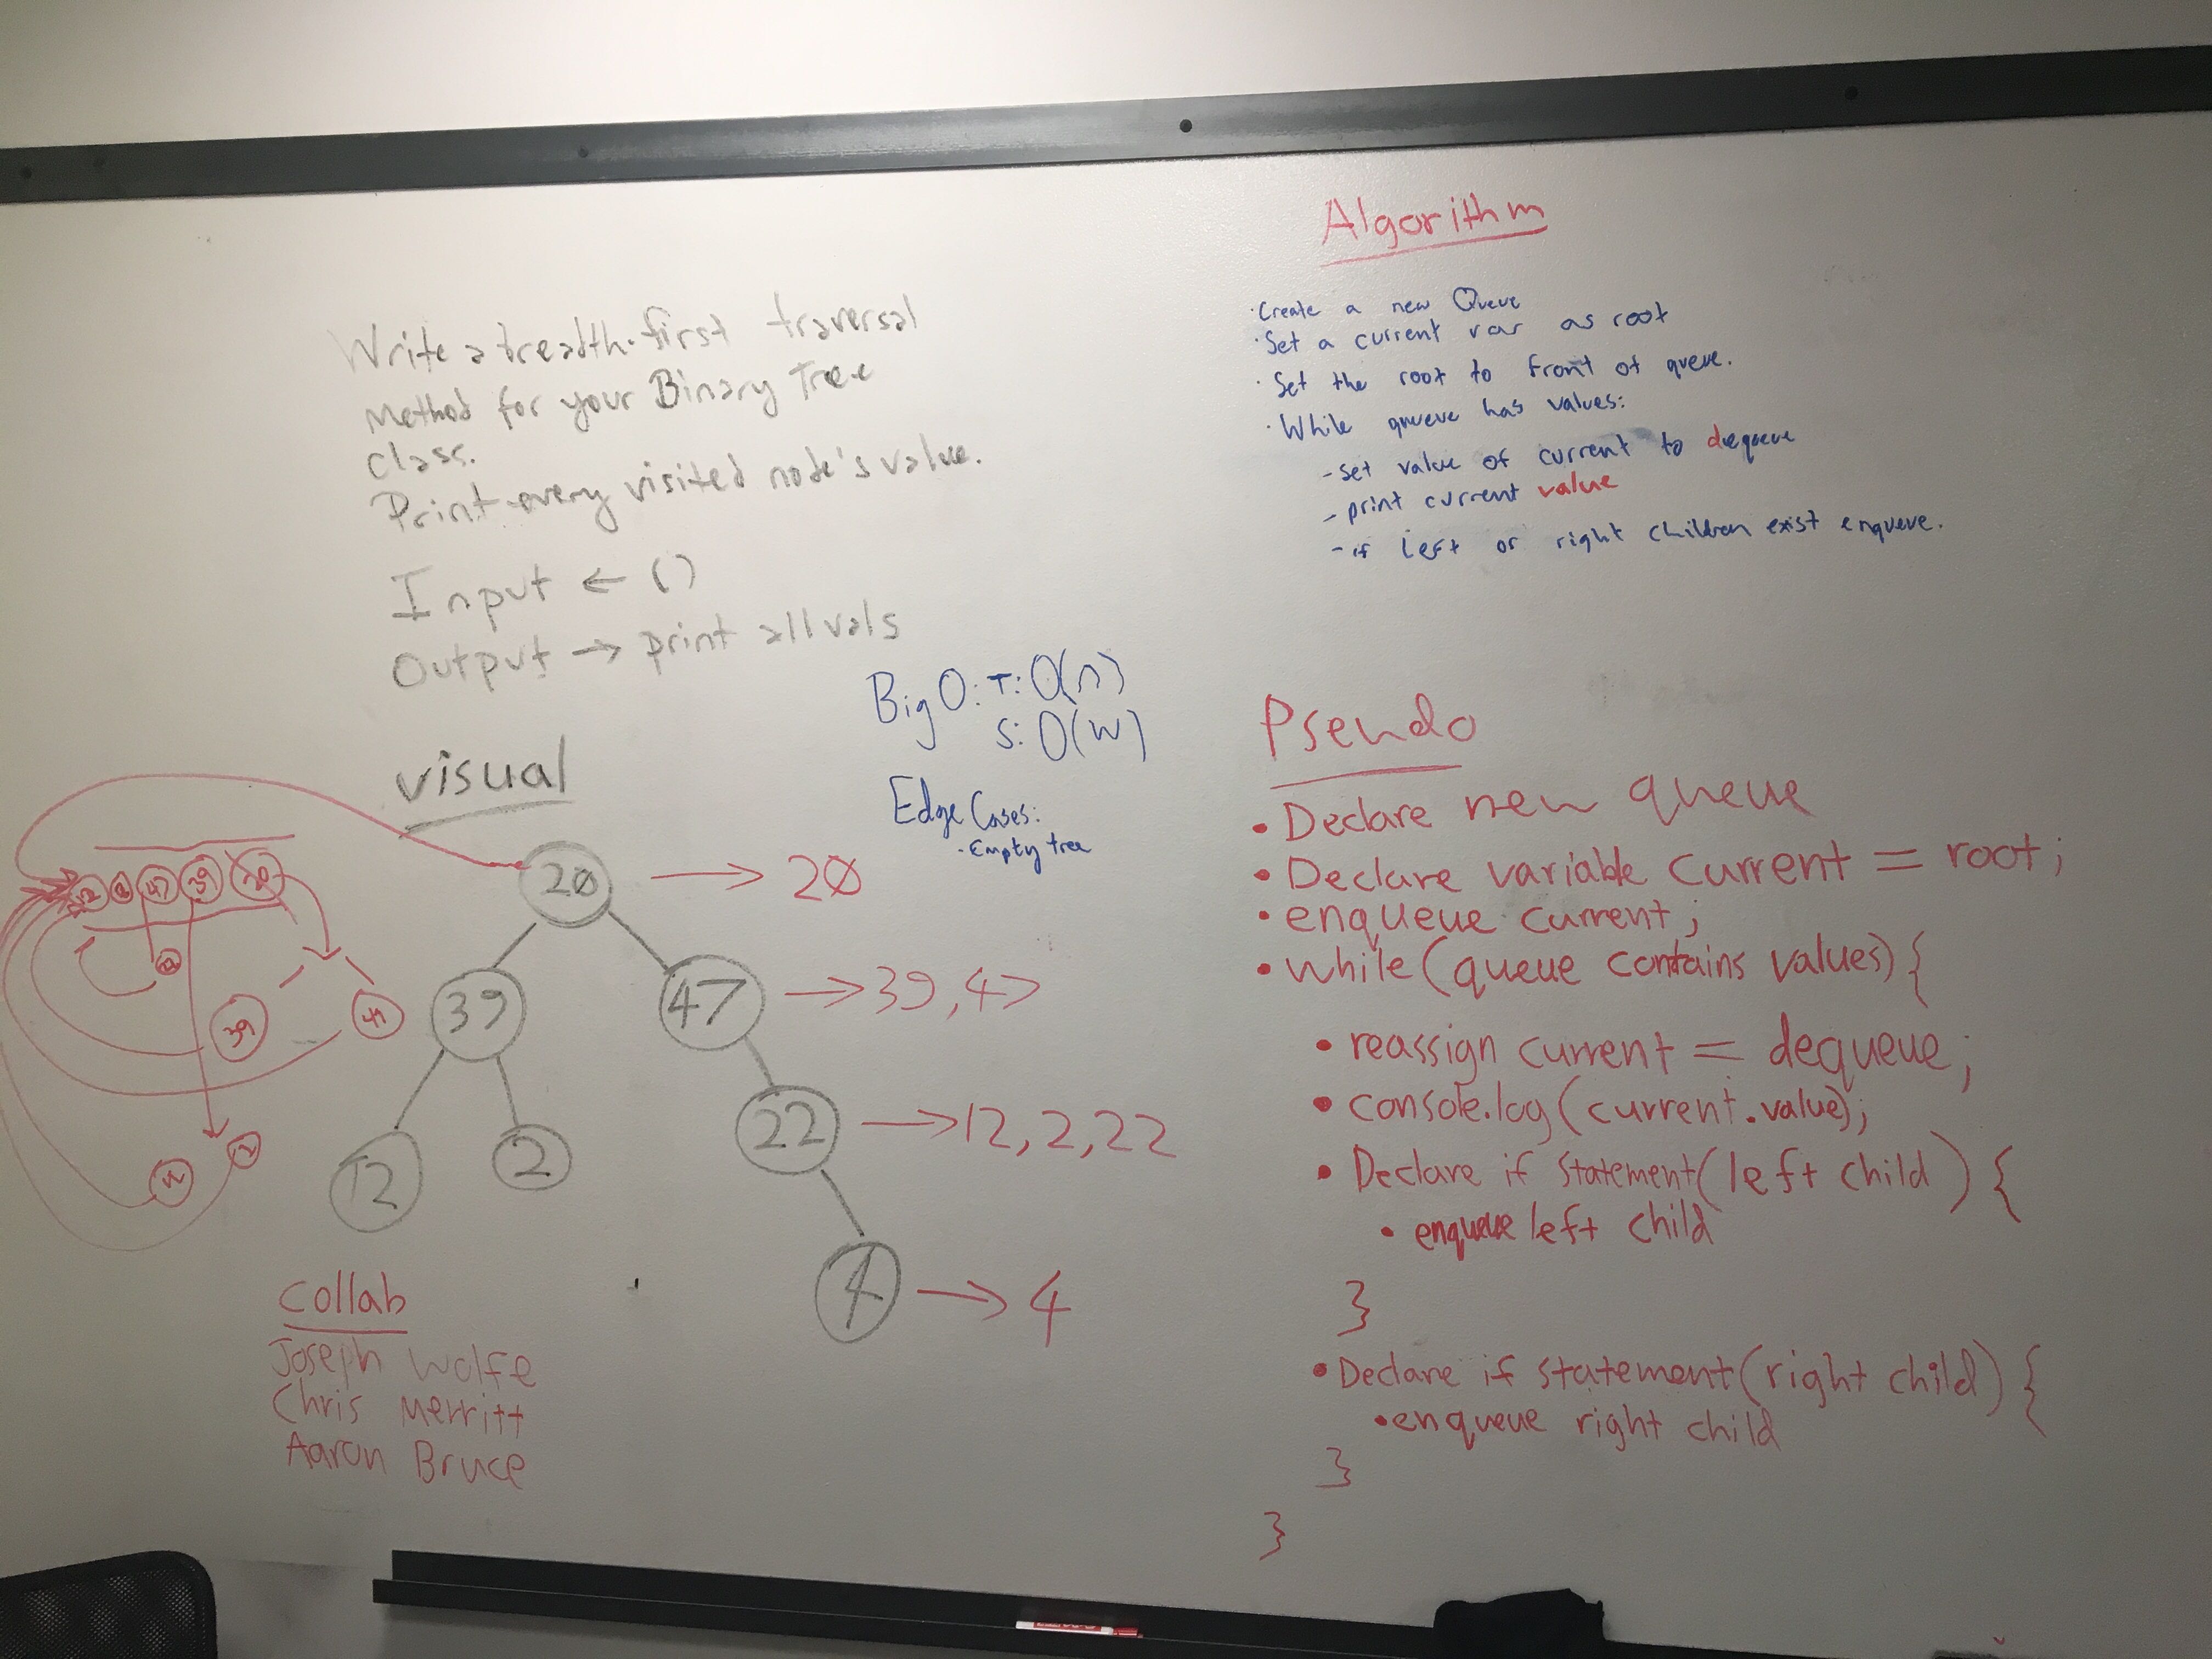 Write a breadth-first traversal
Method for your Binary Tree
class.
Print every visited node's value.
Input ← ()
Output → print all vals
Big O: T: O(n)
S: O(w)
Edge Cases:
· Empty tree
visual
20 → 20
39 47 → 39, 47
12 2 22 → 12, 2, 22
4 → 4
47 39 20
39
Collab
Joseph Wolfe
Chris Merritt
Aaron Bruce
Algorithm
· Create a new Queue
· Set a current var as root
· Set the root to front of queue.
· While queue has values:
- set value of current to dequeue
- print current value
- if left or right children exist enqueue.
Pseudo
• Declare new queue
• Declare variable current = root;
• enqueue current;
• while (queue contains values) {
• reassign current = dequeue;
• console.log(current.value);
• Declare if statement (left child) {
• enqueue left child
}
• Declare if statement (right child) {
• enqueue right child
}
}